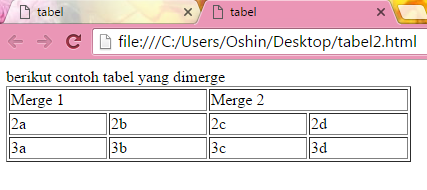 tabel tabel
file:///C:/Users/Oshin/Desktop/tabel2.html
berikut contoh tabel yang dimerge
Merge 1 Merge 2
2a 2b 2c 2d
3a 3b 3c 3d